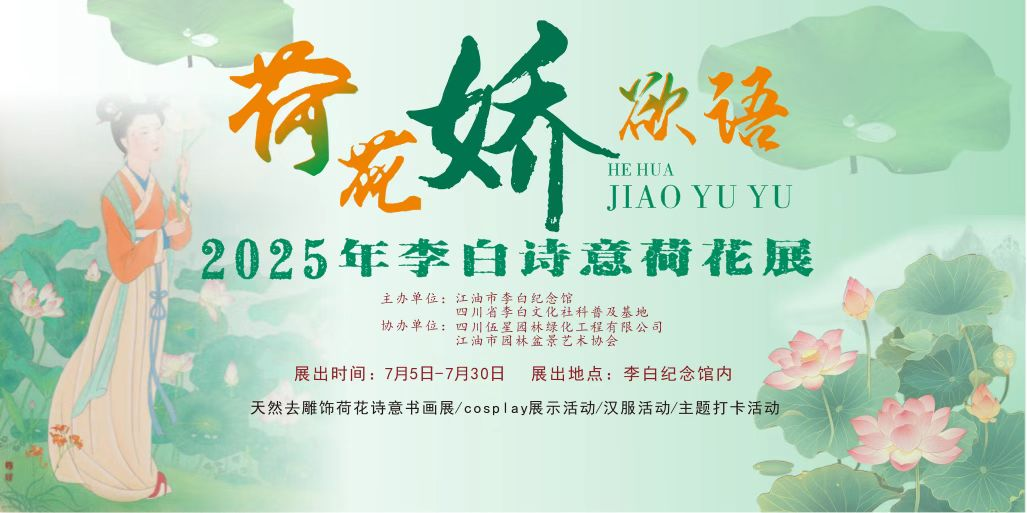 荷花娇欲语
HE HUA
JIAO YU YU
2025年李白诗意荷花展
主办单位：江油市李白纪念馆
四川省李白文化社科普及基地
协办单位：四川伍星园林绿化工程有限公司
江油市园林盆景艺术协会
展出时间：7月5日-7月30日 展出地点：李白纪念馆内
天然去雕饰荷花诗意书画展/cosplay展示活动/汉服活动/主题打卡活动